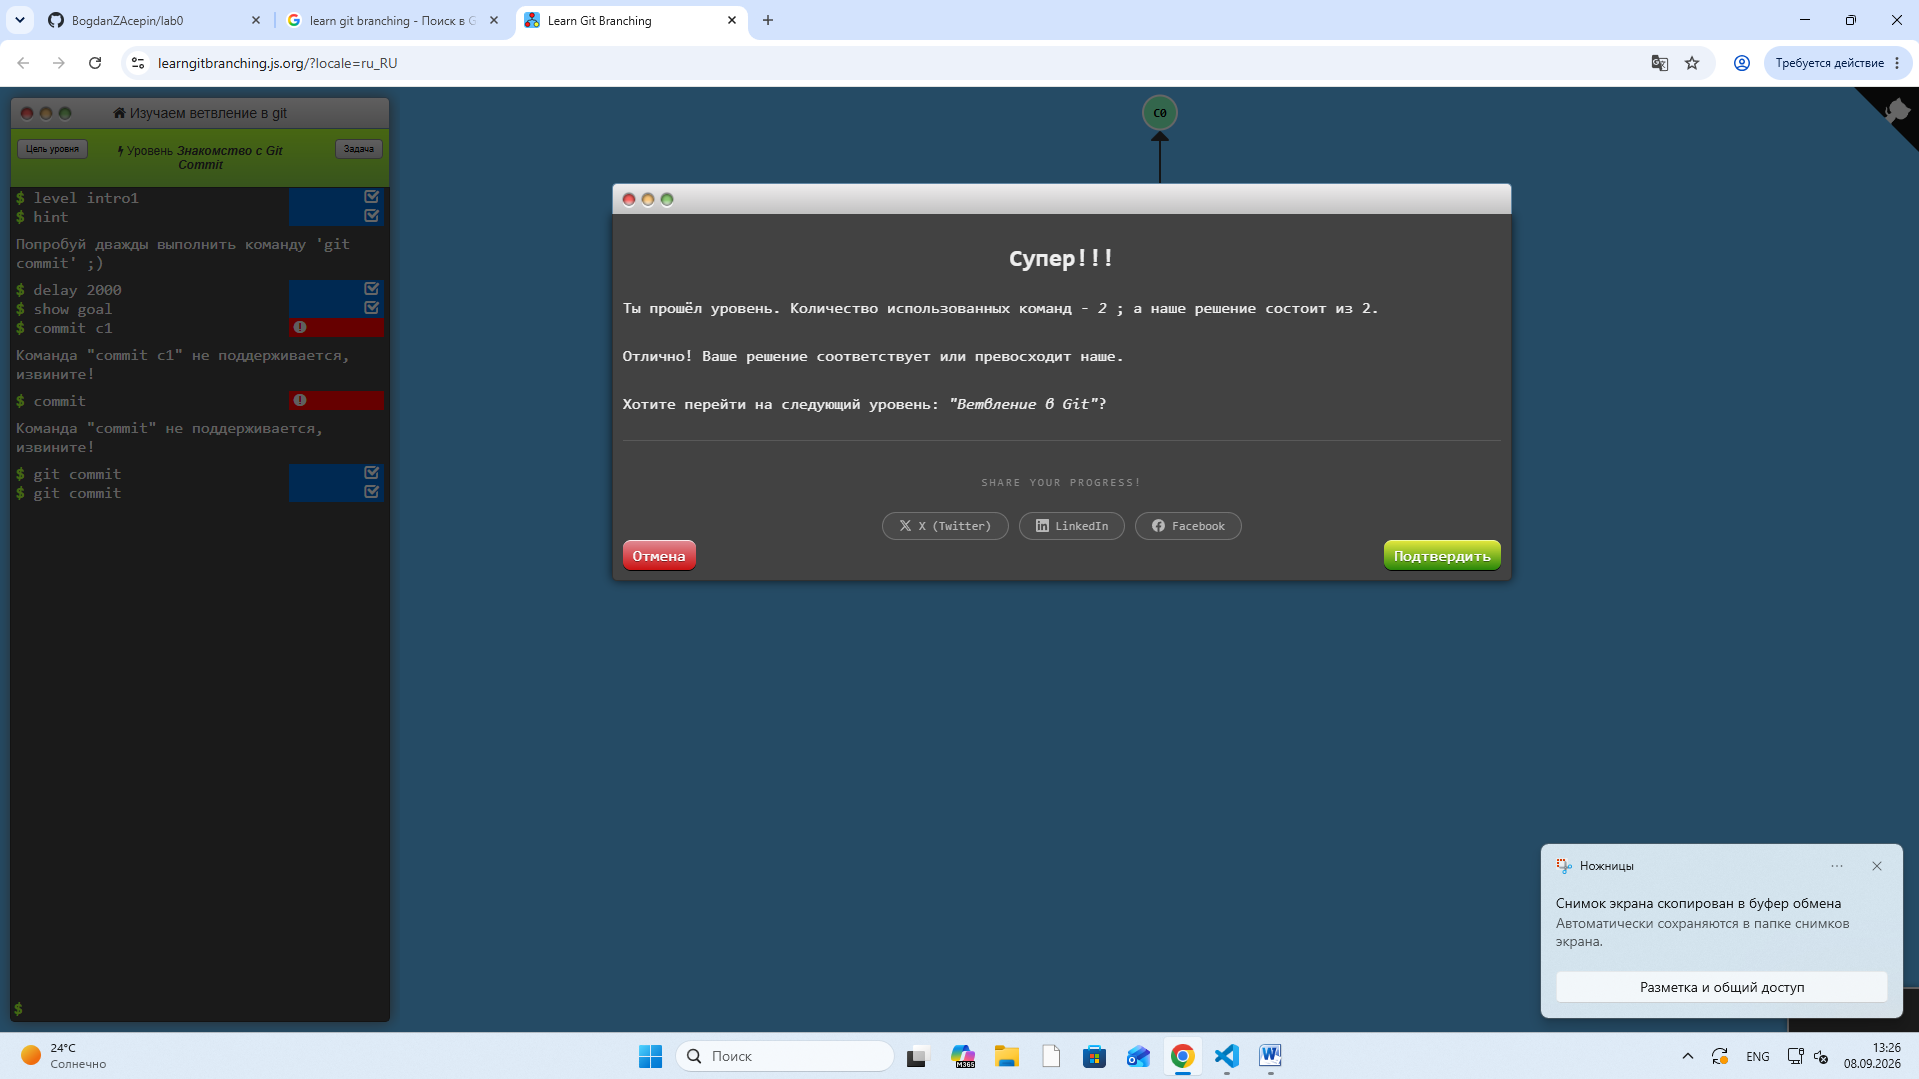 BogdanZAcepin/lab0
learn git branching - Поиск в G
Learn Git Branching
learngitbranching.js.org/?locale=ru_RU
Требуется действие
Изучаем ветвление в git
Цель уровня
Уровень Знакомство с Git
Commit
Задача
$ level intro1
$ hint
Попробуй дважды выполнить команду 'git
commit' ;)
$ delay 2000
$ show goal
$ commit c1
Команда "commit c1" не поддерживается,
извините!
$ commit
Команда "commit" не поддерживается,
извините!
$ git commit
$ git commit
$
C0
Супер!!!
Ты прошёл уровень. Количество использованных команд - 2 ; а наше решение состоит из 2.
Отлично! Ваше решение соответствует или превосходит наше.
Хотите перейти на следующий уровень: "Ветвление в Git"?
SHARE YOUR PROGRESS!
X (Twitter)
LinkedIn
Facebook
Отмена
Подтвердить
Ножницы
Снимок экрана скопирован в буфер обмена
Автоматически сохраняются в папке снимков
экрана.
Разметка и общий доступ
24°C
Солнечно
Поиск
M365
ENG
13:26
08.09.2026